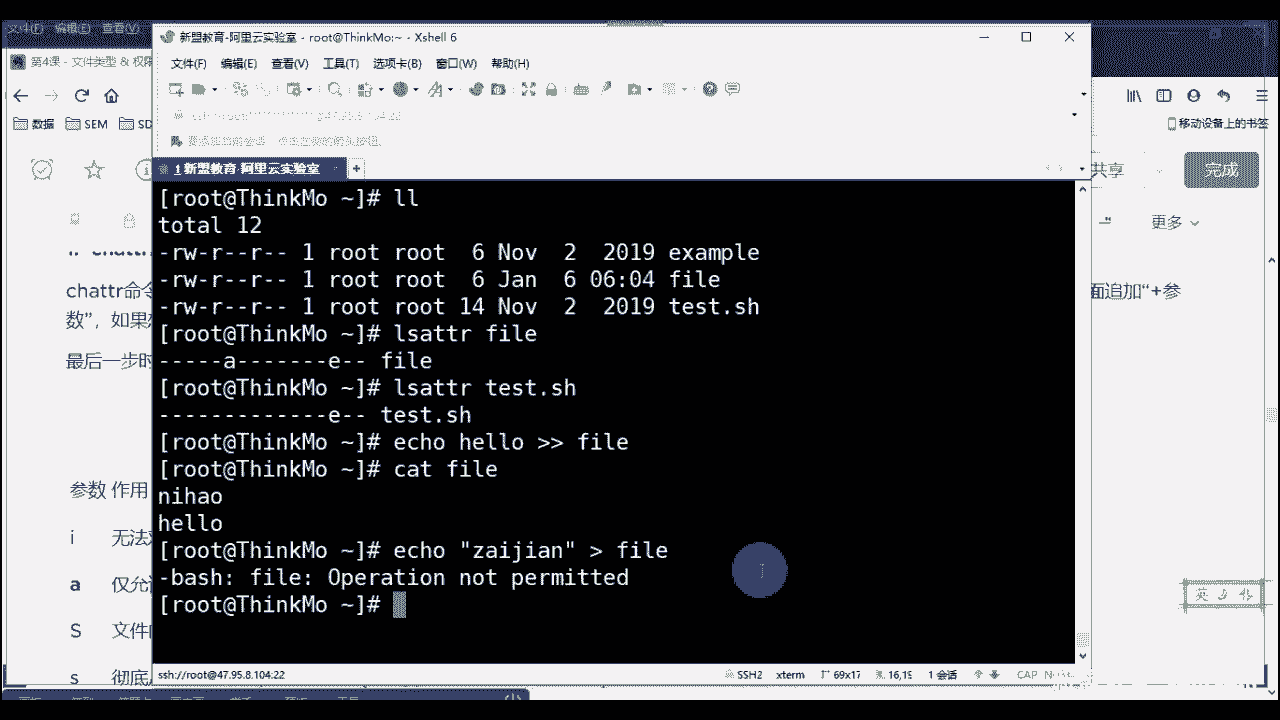 文件(F) 编辑(E) 查看(V)
新盟教育-阿里云实验室 - root@ThinkMo:~ - Xshell 6
第4课 - 文件类型 & 权限
文件(F) 编辑(E) 查看(V) 工具(T) 选项卡(B) 窗口(W) 帮助(H)
数据 SEM
移动设备上的书签
1 新盟教育 阿里云实验室
共享
完成
更多
[root@ThinkMo ~]# ll
total 12
-rw-r--r-- 1 root root 6 Nov 2 2019 example
-rw-r--r-- 1 root root 6 Jan 6 06:04 file
-rw-r--r-- 1 root root 14 Nov 2 2019 test.sh
[root@ThinkMo ~]# lsattr file
-----a-------e-- file
[root@ThinkMo ~]# lsattr test.sh
-------------e-- test.sh
[root@ThinkMo ~]# echo hello >> file
[root@ThinkMo ~]# cat file
nihao
hello
[root@ThinkMo ~]# echo "zaijian" > file
-bash: file: Operation not permitted
[root@ThinkMo ~]#
chattr命令
面追加“+参
数”，如果
最后一步时
参数 作用
i 无法
a 仅允
S 文件
s 彻底
英
ssh://root@47.95.8.104:22
SSH2 xterm 69x17 16,15 1 会话 CAP